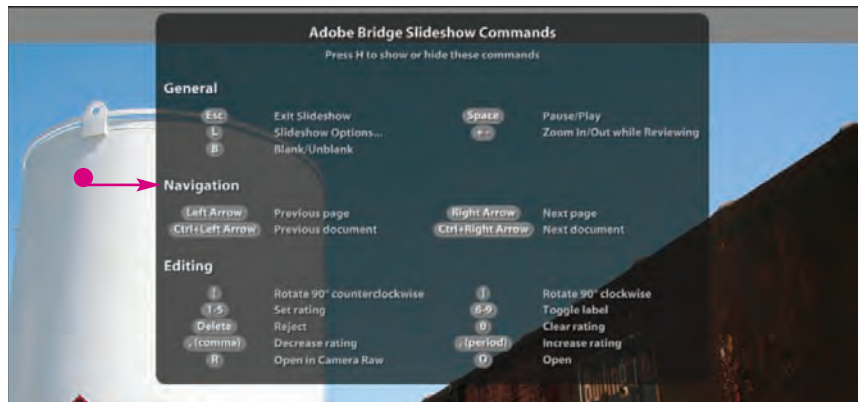 Adobe Bridge Slideshow Commands
Press H to show or hide these commands
General
Esc Exit Slideshow Space Pause/Play
L Slideshow Options... + - Zoom In/Out while Reviewing
B Blank/Unblank
Navigation
Left Arrow Previous page Right Arrow Next page
Ctrl+Left Arrow Previous document Ctrl+Right Arrow Next document
Editing
[ Rotate 90° counterclockwise ] Rotate 90° clockwise
1-5 Set rating 6-9 Toggle label
Delete Reject 0 Clear rating
, (comma) Decrease rating . (period) Increase rating
R Open in Camera Raw O Open